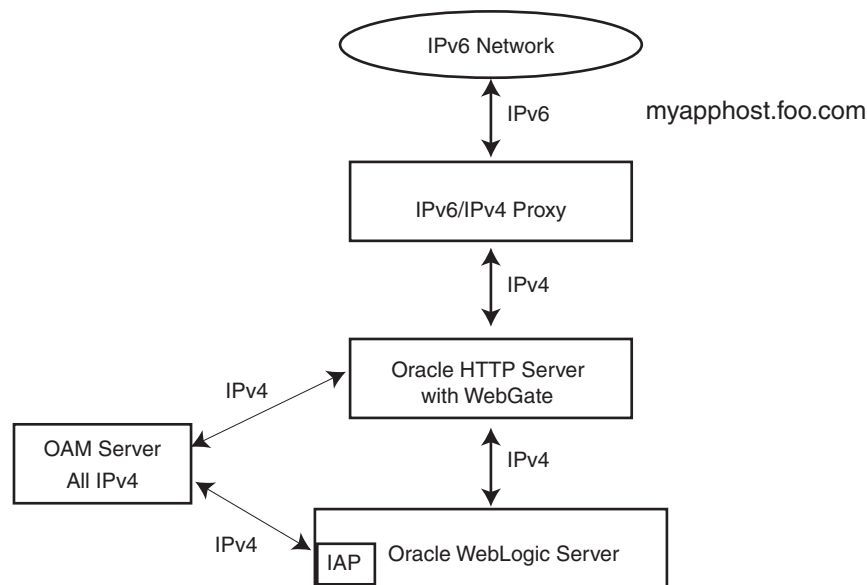 IPv6 Network
IPv6
myapphost.foo.com
IPv6/IPv4 Proxy
IPv4
Oracle HTTP Server
with WebGate
IPv4
OAM Server
All IPv4
IPv4
IPv4
IAP
Oracle WebLogic Server